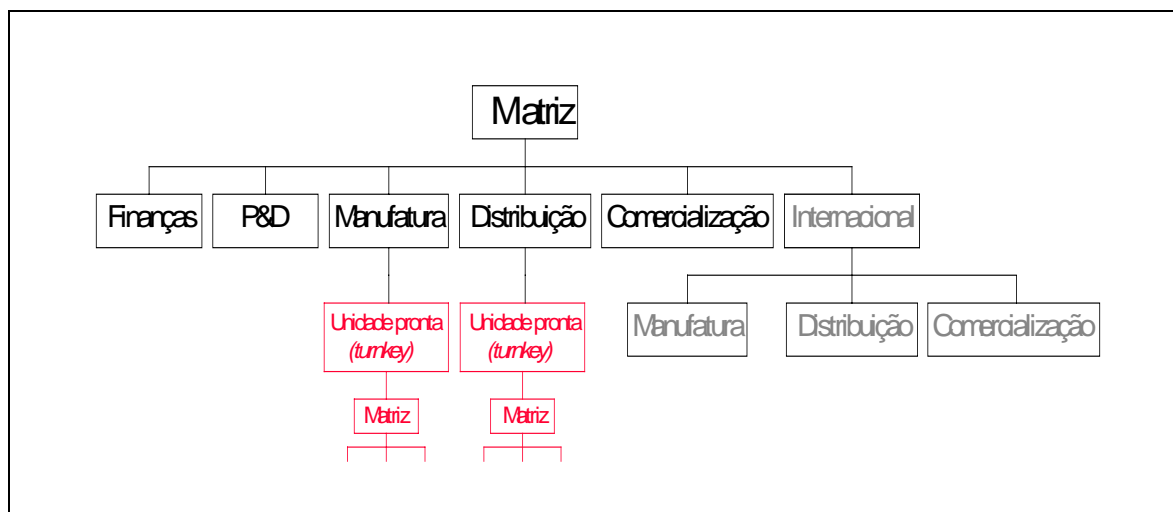 Matriz
Finanças
P&D
Manufatura
Distribuição
Comercialização
Internacional
Unidade pronta
(turnkey)
Unidade pronta
(turnkey)
Manufatura
Distribuição
Comercialização
Matriz
Matriz